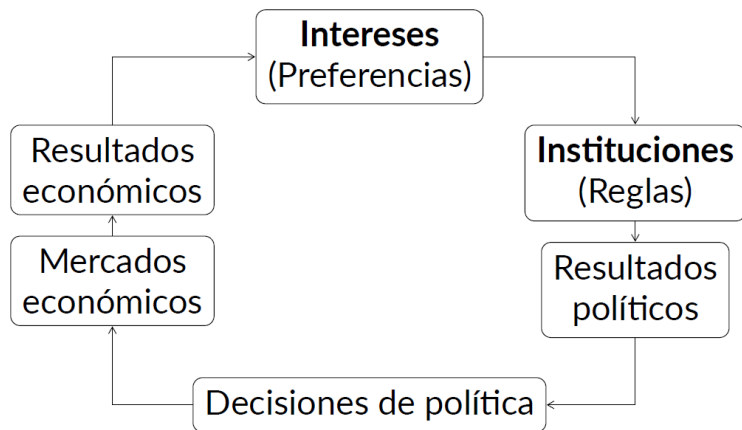 Intereses
(Preferencias)
Instituciones
(Reglas)
Resultados
políticos
Decisiones de política
Mercados
económicos
Resultados
económicos